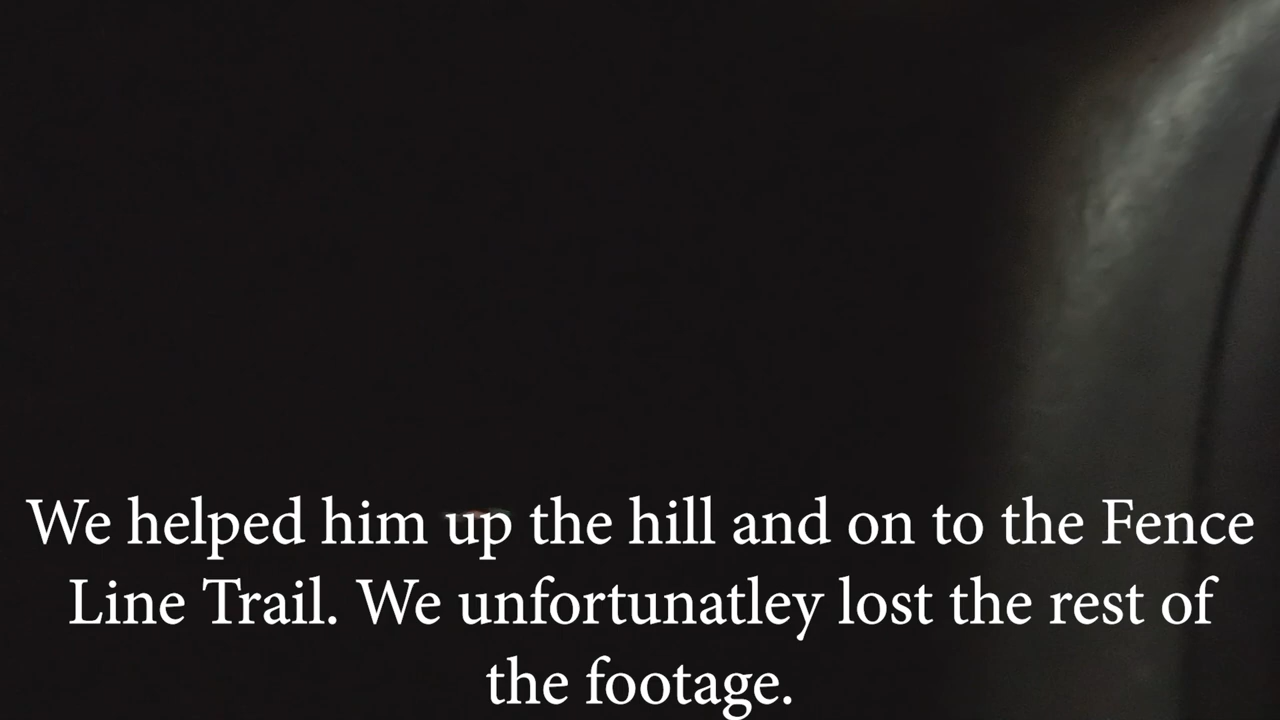 We helped him up the hill and on to the Fence
Line Trail. We unfortunatley lost the rest of
the footage.